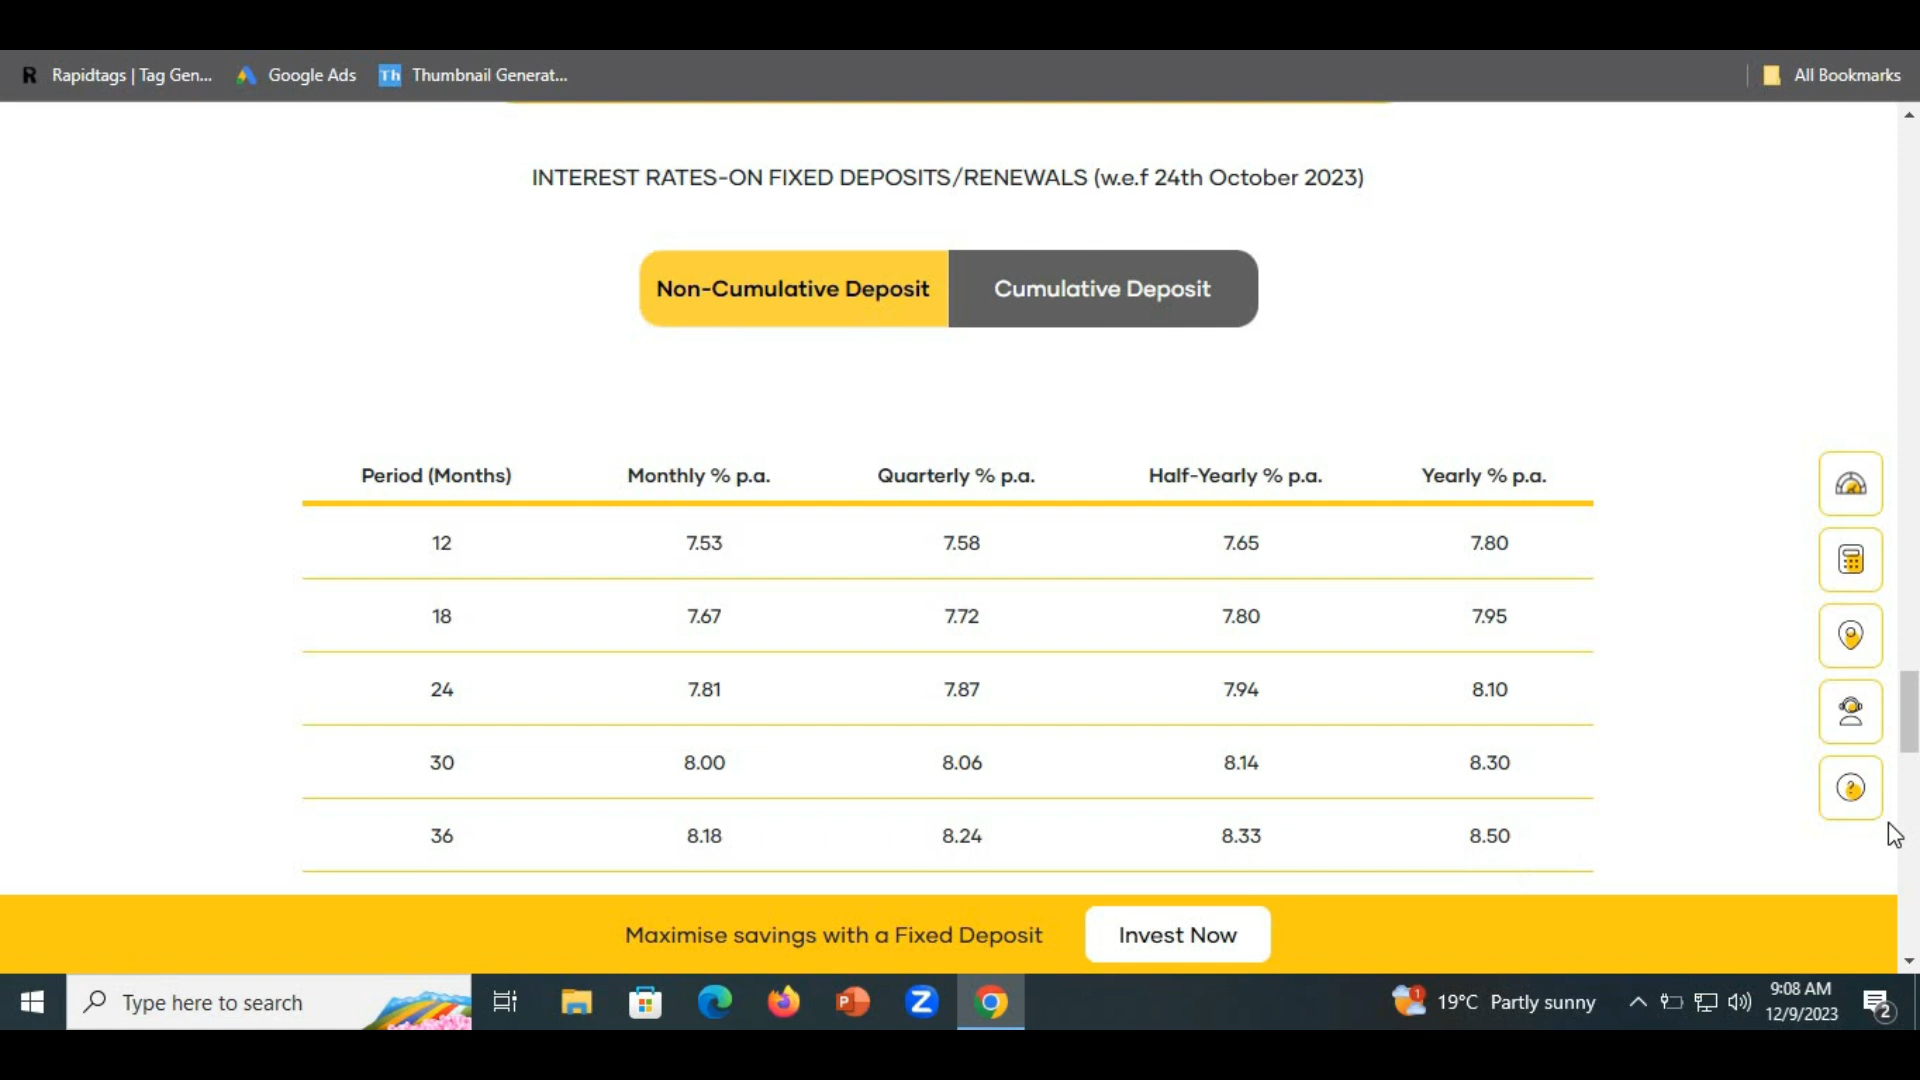 R Rapidtags | Tag Gen... Google Ads Th Thumbnail Generat... All Bookmarks
INTEREST RATES-ON FIXED DEPOSITS/RENEWALS (w.e.f 24th October 2023)
Non-Cumulative Deposit Cumulative Deposit
Period (Months) Monthly % p.a. Quarterly % p.a. Half-Yearly % p.a. Yearly % p.a.
12 7.53 7.58 7.65 7.80
18 7.67 7.72 7.80 7.95
24 7.81 7.87 7.94 8.10
30 8.00 8.06 8.14 8.30
36 8.18 8.24 8.33 8.50
Maximise savings with a Fixed Deposit Invest Now
Type here to search 1 19°C Partly sunny 9:08 AM
12/9/2023 2